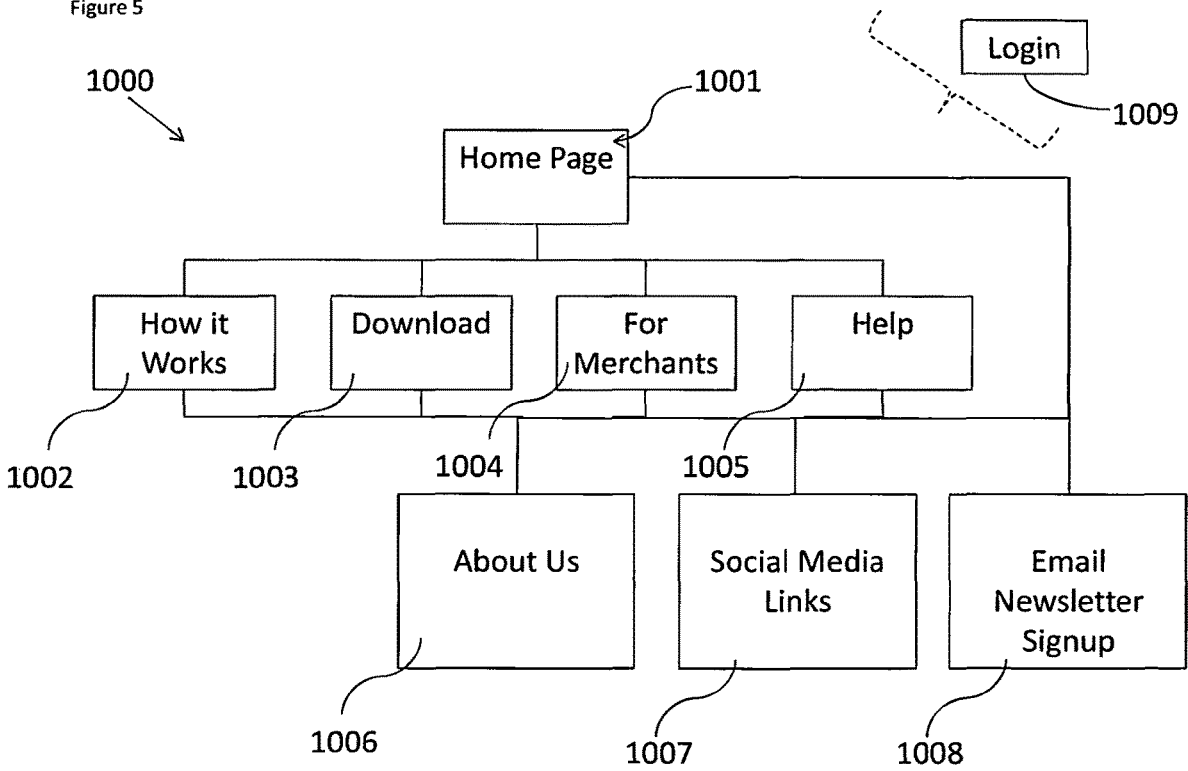 Figure 5
1000
1001
Login
1009
Home Page
How it
Works
Download
For
Merchants
Help
1002
1003
1004
1005
About Us
Social Media
Links
Email
Newsletter
Signup
1006
1007
1008